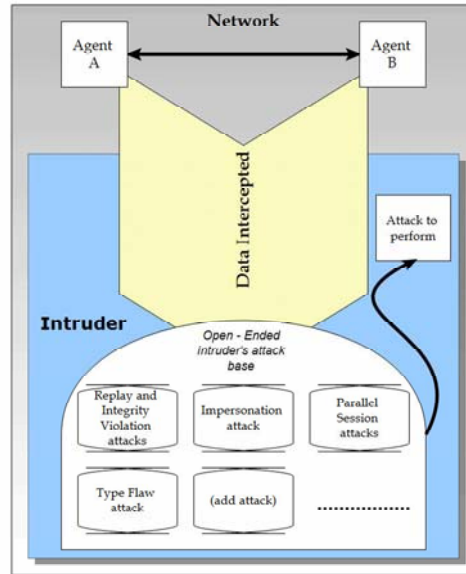 Network
Agent
A
Agent
B
Data Intercepted
Attack to
perform
Intruder
Open - Ended
intruder's attack
base
Replay and
Integrity
Violation
attacks
Impersonation
attack
Parallel
Session
attacks
Type Flaw
attack
(add attack)
..................